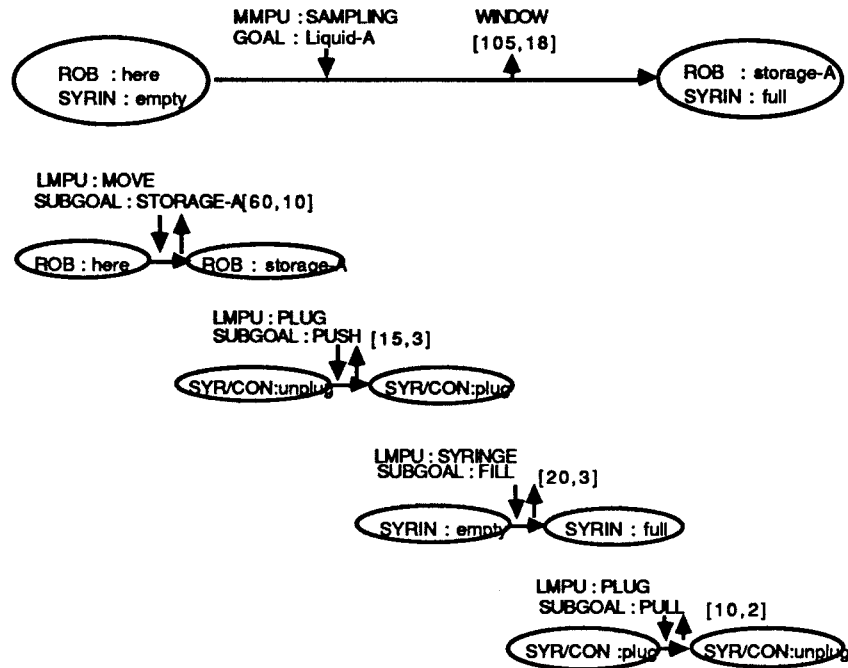 MMPU : SAMPLING
GOAL : Liquid-A
WINDOW
[105,18]
ROB : here
SYRIN : empty
ROB : storage-A
SYRIN : full
LMPU : MOVE
SUBGOAL : STORAGE-A[60,10]
ROB : here
ROB : storage-A
LMPU : PLUG
SUBGOAL : PUSH [15,3]
SYR/CON:unplug
SYR/CON:plug
LMPU : SYRINGE
SUBGOAL : FILL [20,3]
SYRIN : empty
SYRIN : full
LMPU : PLUG
SUBGOAL : PULL [10,2]
SYR/CON :plug
SYR/CON:unplug